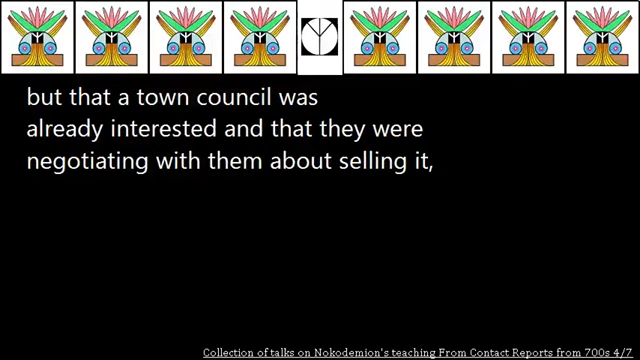 but that a town council was
already interested and that they were
negotiating with them about selling it,
Collection of talks on Nokodemion's teaching From Contact Reports from 700s 4/7